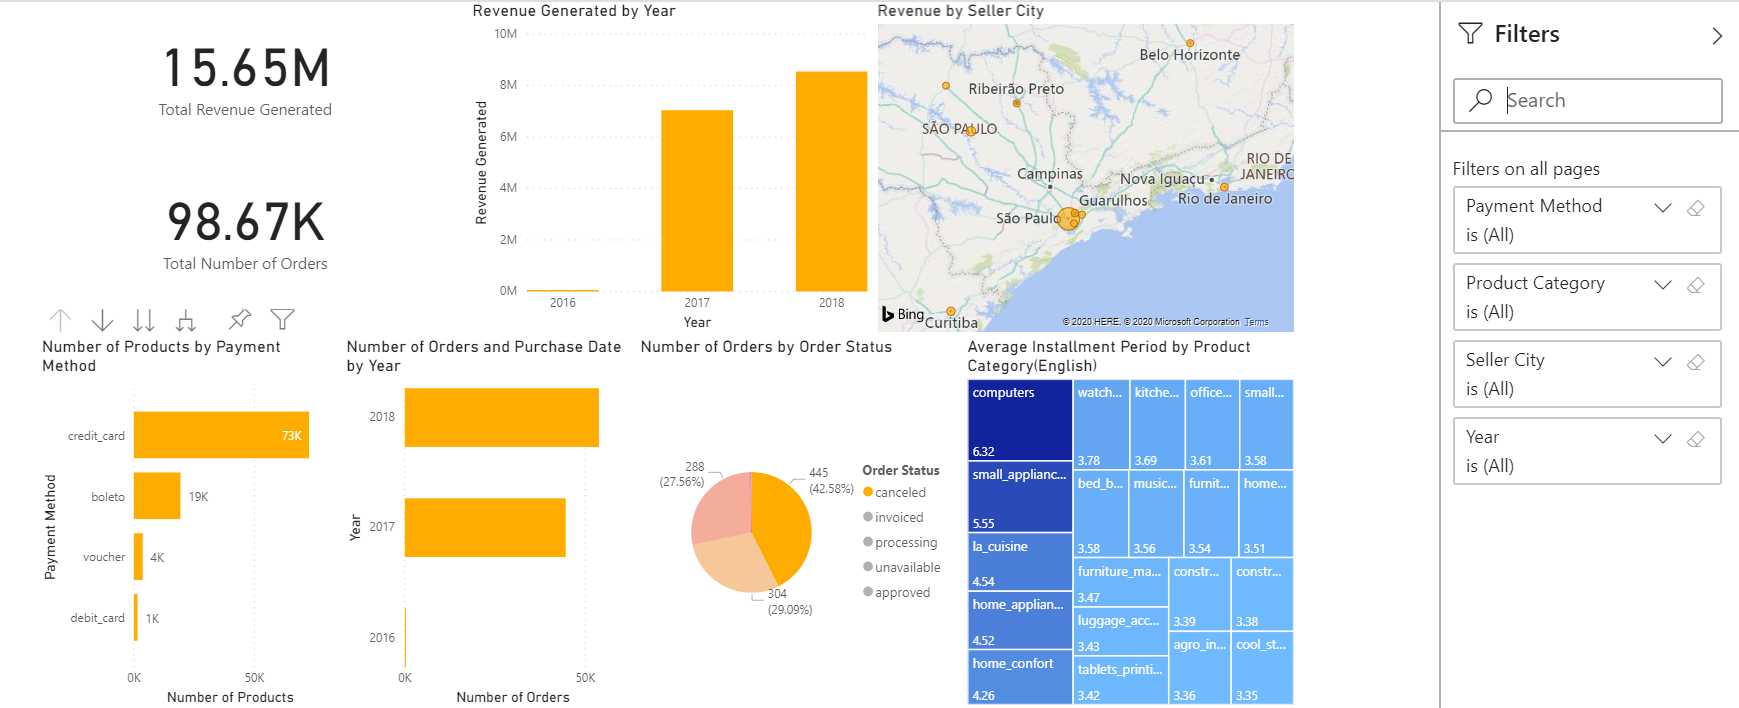 15.65M
Total Revenue Generated
98.67K
Total Number of Orders
Revenue Generated by Year
Revenue Generated
10M
8M
6M
4M
2M
0M
2016
2017
2018
Year
Revenue by Seller City
Belo Horizonte
Ribeirão Preto
SÃO PAULO
RIO DE
JANEIRO
Campinas
Nova Iguaçu
Guarulhos
Rio de Janeiro
São Paulo
Curitiba
Bing
© 2020 HERE, © 2020 Microsoft Corporation Terms
Number of Products by Payment
Method
Payment Method
credit_card
73K
boleto
19K
voucher
4K
debit_card
1K
0K
50K
Number of Products
Number of Orders and Purchase Date
by Year
Year
2018
2017
2016
0K
50K
Number of Orders
Number of Orders by Order Status
288
(27.56%)
445
(42.58%)
304
(29.09%)
Order Status
canceled
invoiced
processing
unavailable
approved
Average Installment Period by Product
Category(English)
computers
6.32
small_applianc...
5.55
la_cuisine
4.54
home_applian...
4.52
home_confort
4.26
watch...
3.78
kitche...
3.69
office...
3.61
small...
3.58
bed_b...
3.58
music...
3.56
furnit...
3.54
home...
3.51
furniture_ma...
3.47
luggage_acc...
3.43
tablets_printi...
3.42
constr...
3.39
constr...
3.38
agro_in...
3.36
cool_st...
3.35
Filters
Search
Filters on all pages
Payment Method
is (All)
Product Category
is (All)
Seller City
is (All)
Year
is (All)